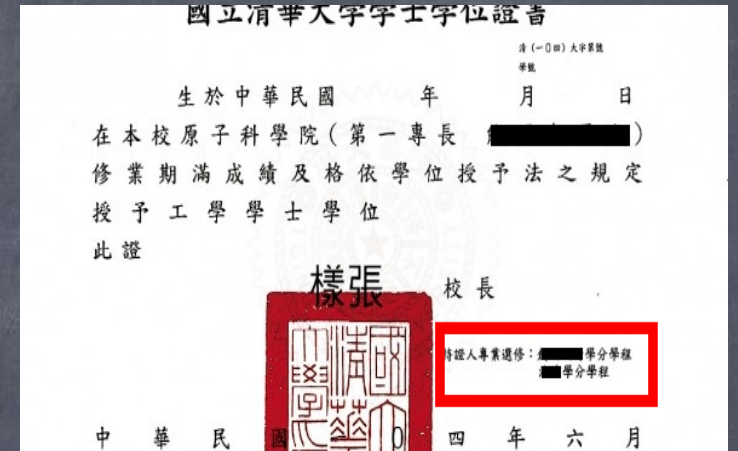 國立清華大學學士學位證書
清(一0四)大字第號
學號
生於中華民國 年 月 日
在本校原子科學院(第一專長 )
修業期滿成績及格依學位授予法之規定
授予工學學士學位
此證
樣張
校長
持證人專業選修: 學分學程
學分學程
中華民國 一0四年六月